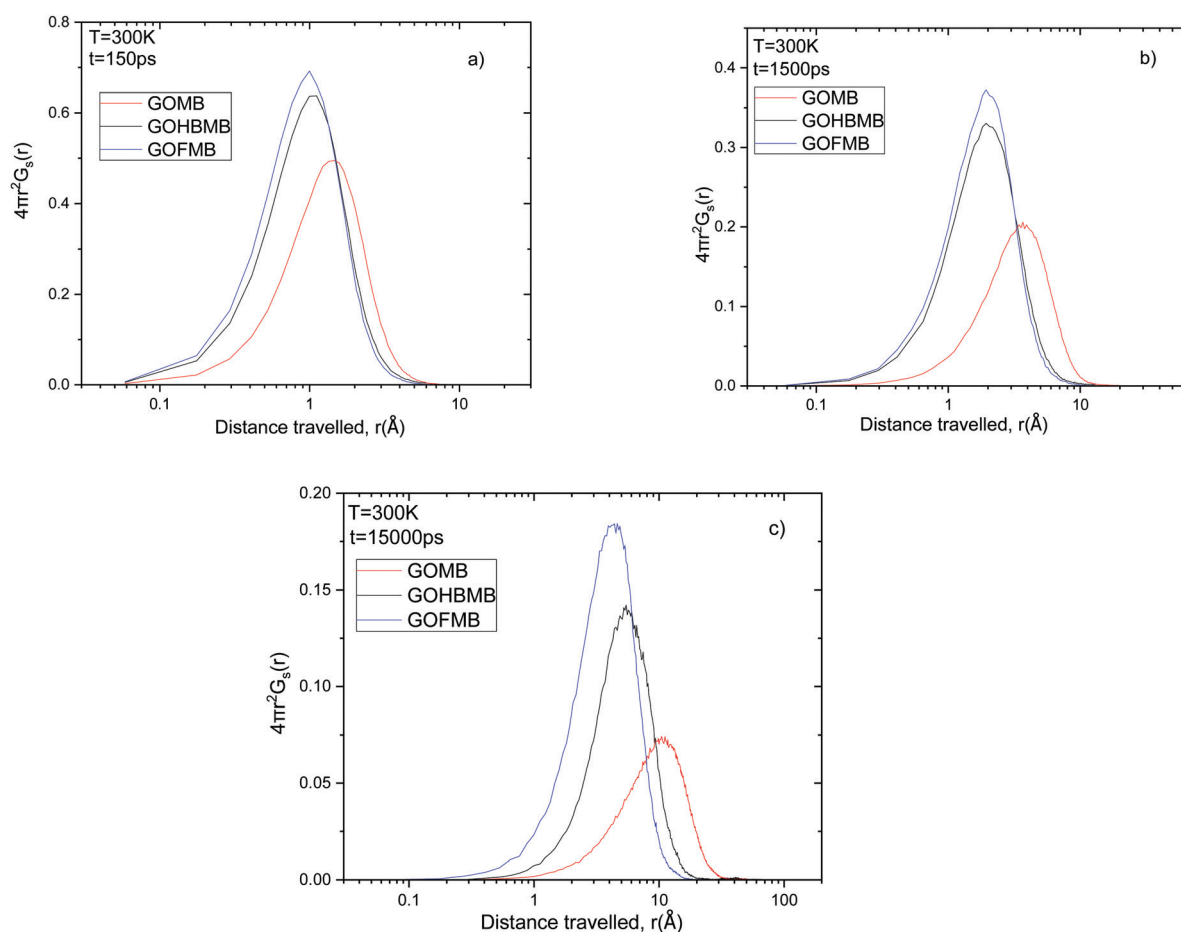 T=300K
t=150ps
a)
GOMB
GOHBMB
GOFMB
0.8
0.6
0.4
0.2
0.0
4πr²Gₛ(r)
0.1
1
10
Distance travelled, r(Å)
T=300K
t=1500ps
b)
GOMB
GOHBMB
GOFMB
0.4
0.3
0.2
0.1
0.0
4πr²Gₛ(r)
0.1
1
10
Distance travelled, r(Å)
T=300K
t=15000ps
c)
GOMB
GOHBMB
GOFMB
0.20
0.15
0.10
0.05
0.00
4πr²Gₛ(r)
0.1
1
10
100
Distance travelled, r(Å)